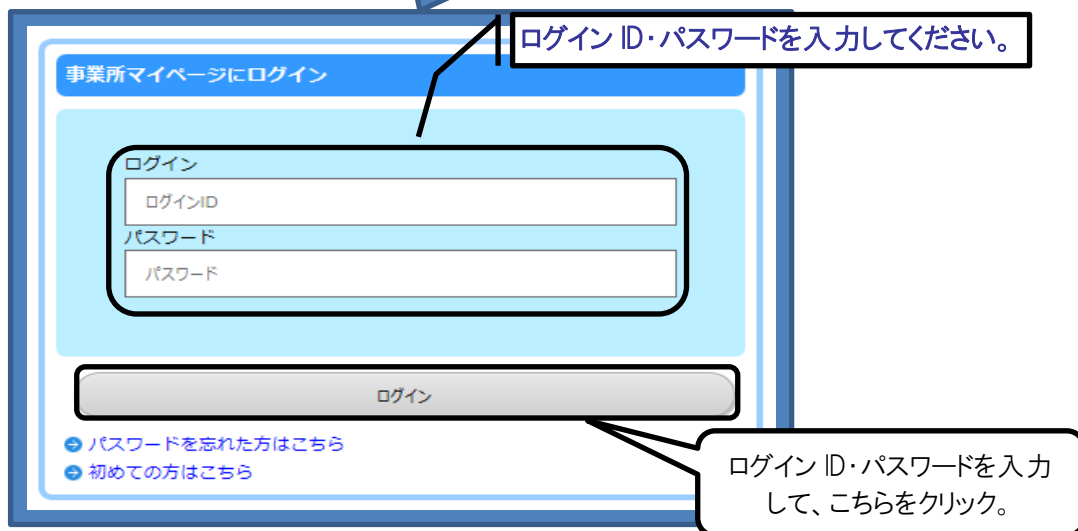 ログイン ID・パスワードを入力してください。
事業所マイページにログイン
ログイン
ログインID
パスワード
パスワード
ログイン
パスワードを忘れた方はこちら
初めての方はこちら
ログイン ID・パスワードを入力
して、こちらをクリック。